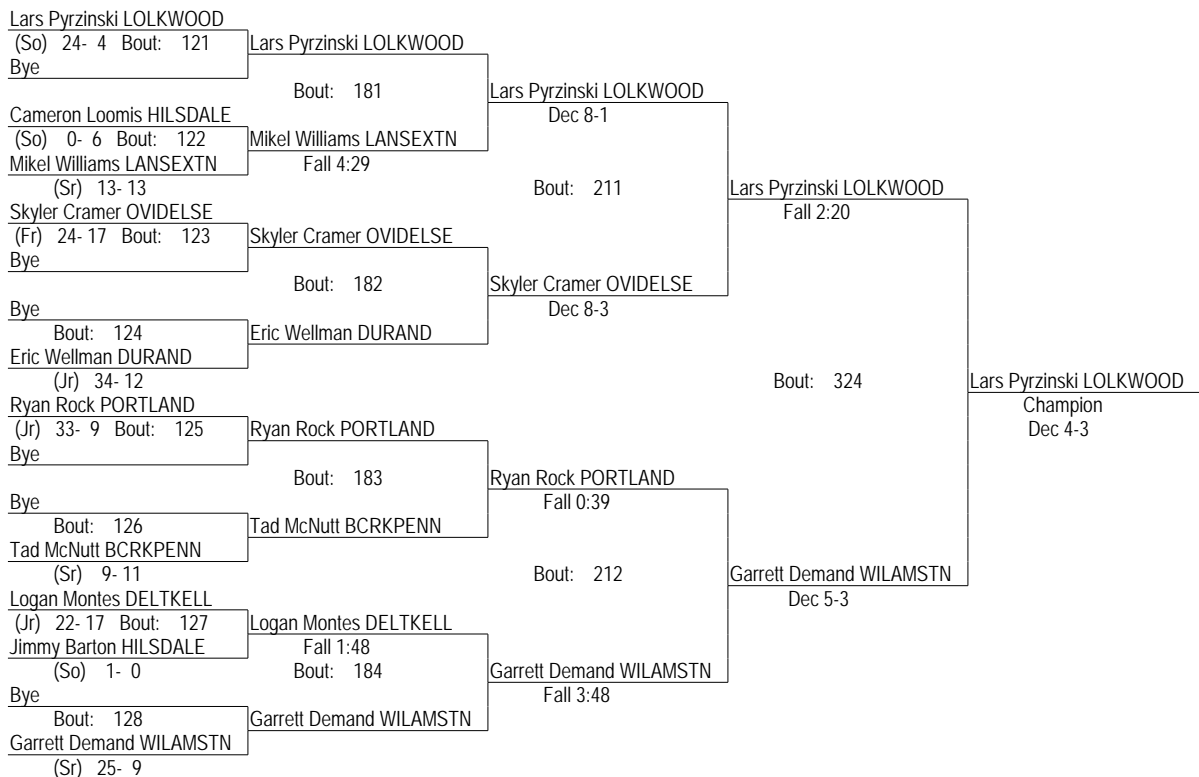 Lars Pyrzinski LOLKWOOD
(So) 24- 4 Bout: 121
Bye
Lars Pyrzinski LOLKWOOD
Bout: 181
Lars Pyrzinski LOLKWOOD
Dec 8-1
Cameron Loomis HILSDALE
(So) 0- 6 Bout: 122
Mikel Williams LANSEXTN
(Sr) 13- 13
Mikel Williams LANSEXTN
Fall 4:29
Bout: 211
Lars Pyrzinski LOLKWOOD
Fall 2:20
Skyler Cramer OVIDELSE
(Fr) 24- 17 Bout: 123
Bye
Skyler Cramer OVIDELSE
Bout: 182
Skyler Cramer OVIDELSE
Dec 8-3
Bye
Bout: 124
Eric Wellman DURAND
(Jr) 34- 12
Eric Wellman DURAND
Bout: 324
Lars Pyrzinski LOLKWOOD
Champion
Dec 4-3
Ryan Rock PORTLAND
(Jr) 33- 9 Bout: 125
Bye
Ryan Rock PORTLAND
Bout: 183
Ryan Rock PORTLAND
Fall 0:39
Bye
Bout: 126
Tad McNutt BCRKPENN
(Sr) 9- 11
Tad McNutt BCRKPENN
Bout: 212
Garrett Demand WILAMSTN
Dec 5-3
Logan Montes DELTKELL
(Jr) 22- 17 Bout: 127
Jimmy Barton HILSDALE
(So) 1- 0
Logan Montes DELTKELL
Fall 1:48
Bout: 184
Garrett Demand WILAMSTN
Fall 3:48
Bye
Bout: 128
Garrett Demand WILAMSTN
(Sr) 25- 9
Garrett Demand WILAMSTN